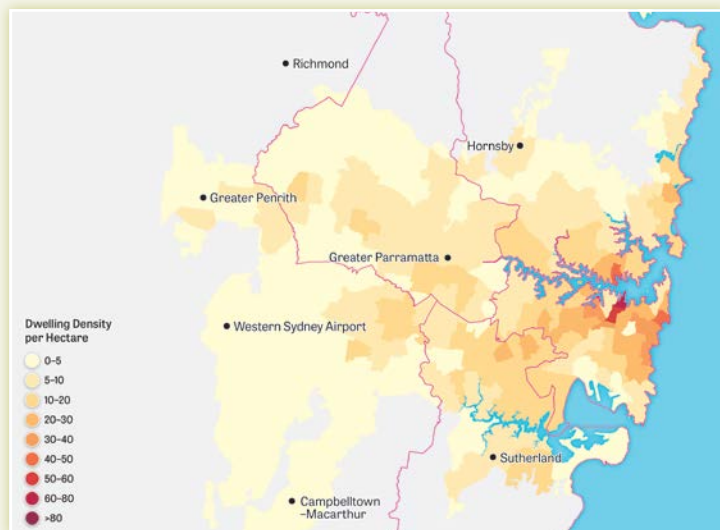 Richmond
Hornsby
Greater Penrith
Greater Parramatta
Western Sydney Airport
Sutherland
Campbelltown
–Macarthur
Dwelling Density
per Hectare
0–5
5–10
10–20
20–30
30–40
40–50
50–60
60–80
>80